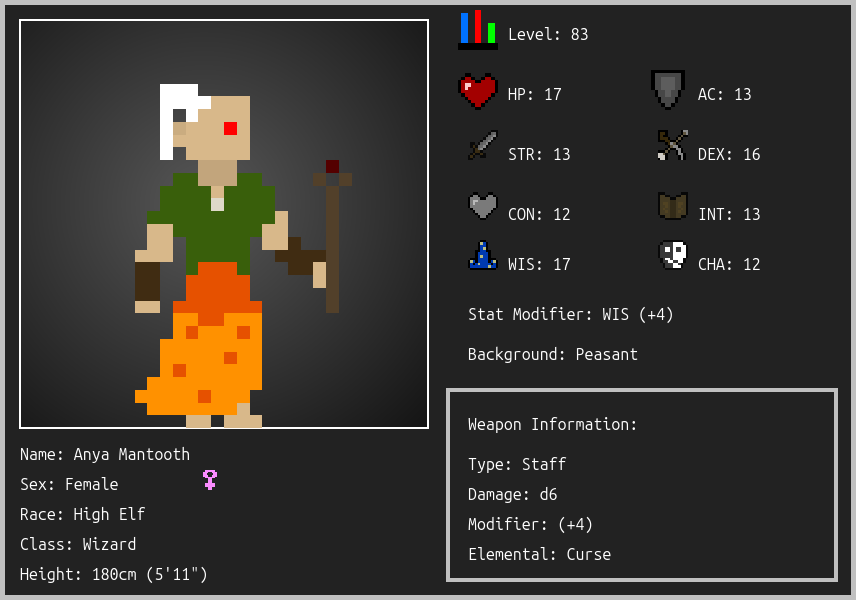 Level: 83
HP: 17
AC: 13
STR: 13
DEX: 16
CON: 12
INT: 13
WIS: 17
CHA: 12
Stat Modifier: WIS (+4)
Background: Peasant
Weapon Information:
Type: Staff
Damage: d6
Modifier: (+4)
Elemental: Curse
Name: Anya Mantooth
Sex: Female
Race: High Elf
Class: Wizard
Height: 180cm (5'11")